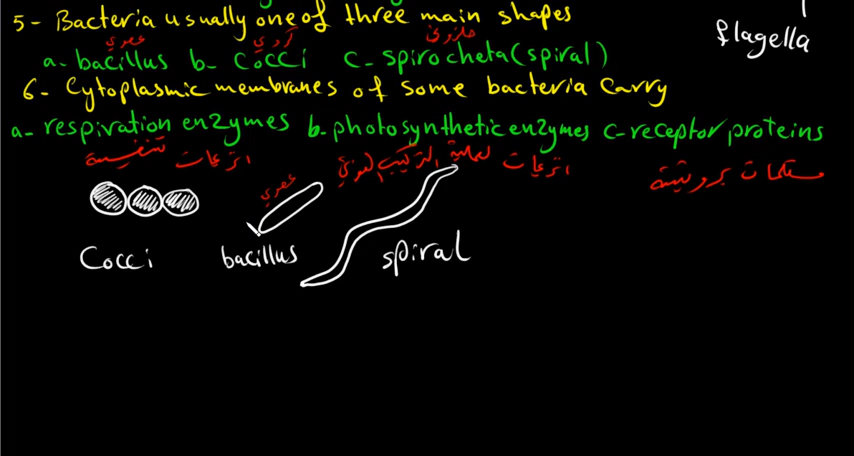 5- Bacteria usually one of three main shapes
flagella
عصوي كروي حلزوني
a- bacillus b- cocci c- spirocheta (spiral)
6- Cytoplasmic membranes of some bacteria carry
a- respiration enzymes b- photosynthetic enzymes c- receptor proteins
انزيمات تنفسية انزيمات لعملية التركيب الضوئي مستقبلات بروتينية
عصوي
Cocci bacillus spiral